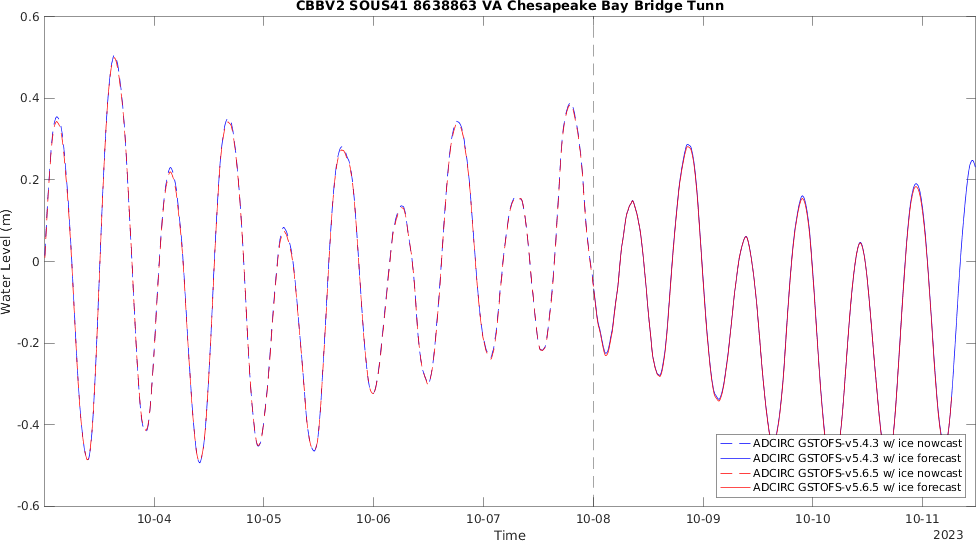 CBBV2 SOUS41 8638863 VA Chesapeake Bay Bridge Tunn
0.6
0.4
0.2
0
-0.2
-0.4
-0.6
Water Level (m)
10-04 10-05 10-06 10-07 10-08 10-09 10-10 10-11
Time
2023
ADCIRC GSTOFS-v5.4.3 w/ ice nowcast
ADCIRC GSTOFS-v5.4.3 w/ ice forecast
ADCIRC GSTOFS-v5.6.5 w/ ice nowcast
ADCIRC GSTOFS-v5.6.5 w/ ice forecast